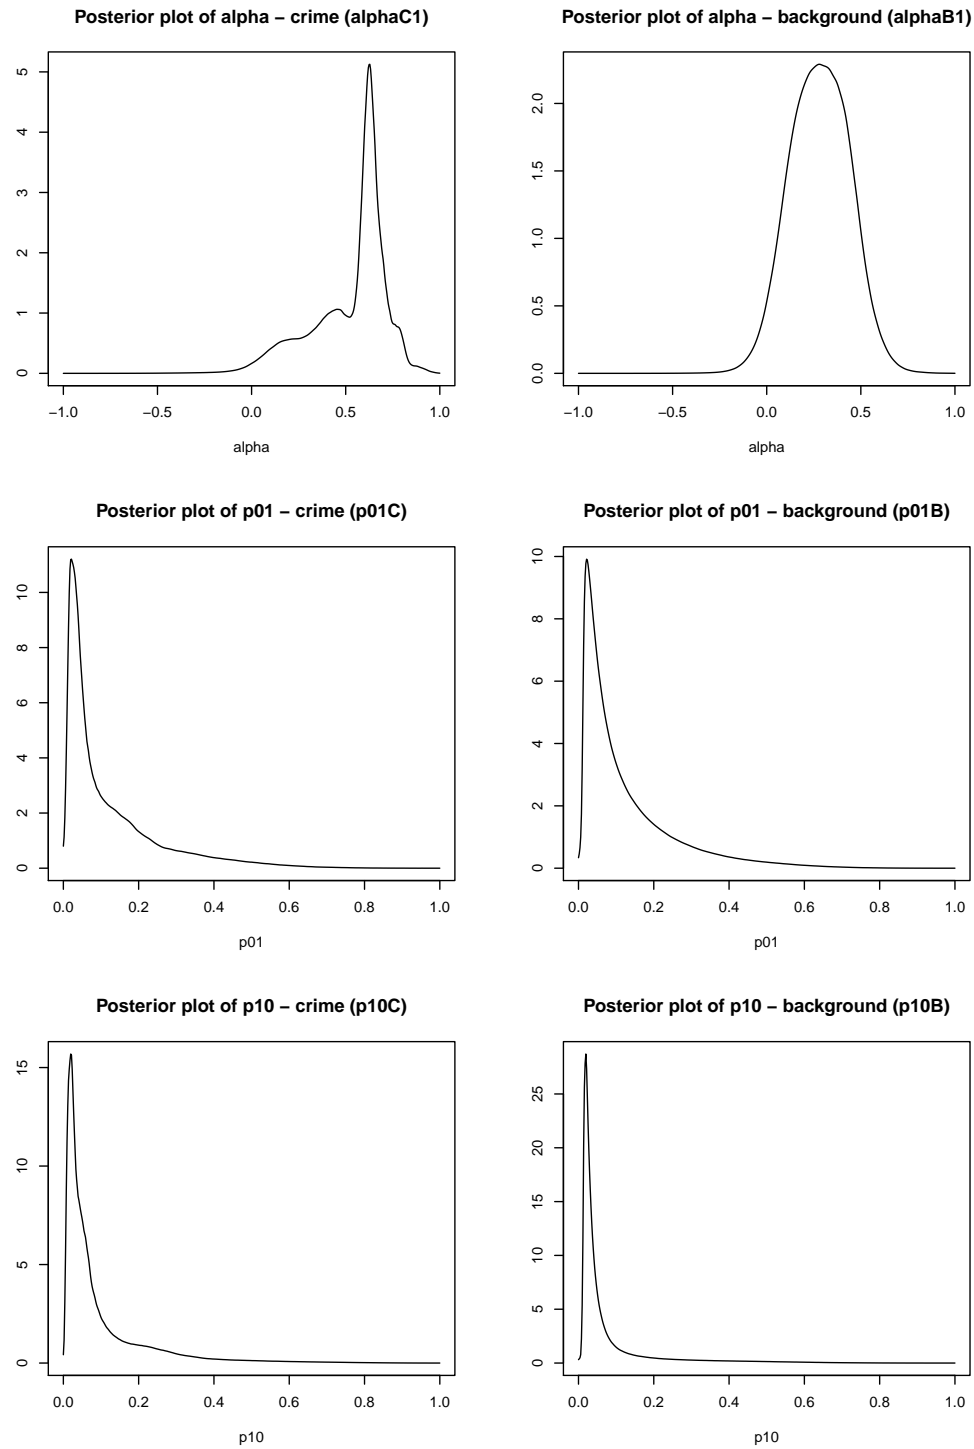 Posterior plot of alpha − crime (alphaC1)
5
4
3
2
1
0
−1.0 −0.5 0.0 0.5 1.0
alpha
Posterior plot of alpha − background (alphaB1)
2.0
1.5
1.0
0.5
0.0
−1.0 −0.5 0.0 0.5 1.0
alpha
Posterior plot of p01 − crime (p01C)
10
8
6
4
2
0
0.0 0.2 0.4 0.6 0.8 1.0
p01
Posterior plot of p01 − background (p01B)
10
8
6
4
2
0
0.0 0.2 0.4 0.6 0.8 1.0
p01
Posterior plot of p10 − crime (p10C)
15
10
5
0
0.0 0.2 0.4 0.6 0.8 1.0
p10
Posterior plot of p10 − background (p10B)
25
20
15
10
5
0
0.0 0.2 0.4 0.6 0.8 1.0
p10